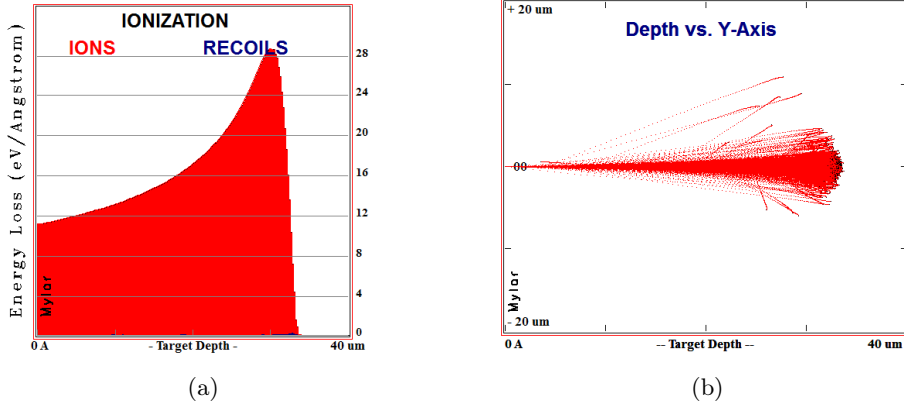 IONIZATION
IONS RECOILS
Energy Loss (eV/Angstrom)
28
24
20
16
12
8
4
0
Mylar
0 A - Target Depth - 40 um
(a)
+ 20 um
Depth vs. Y-Axis
00
Mylar
- 20 um
0 A -- Target Depth -- 40 um
(b)